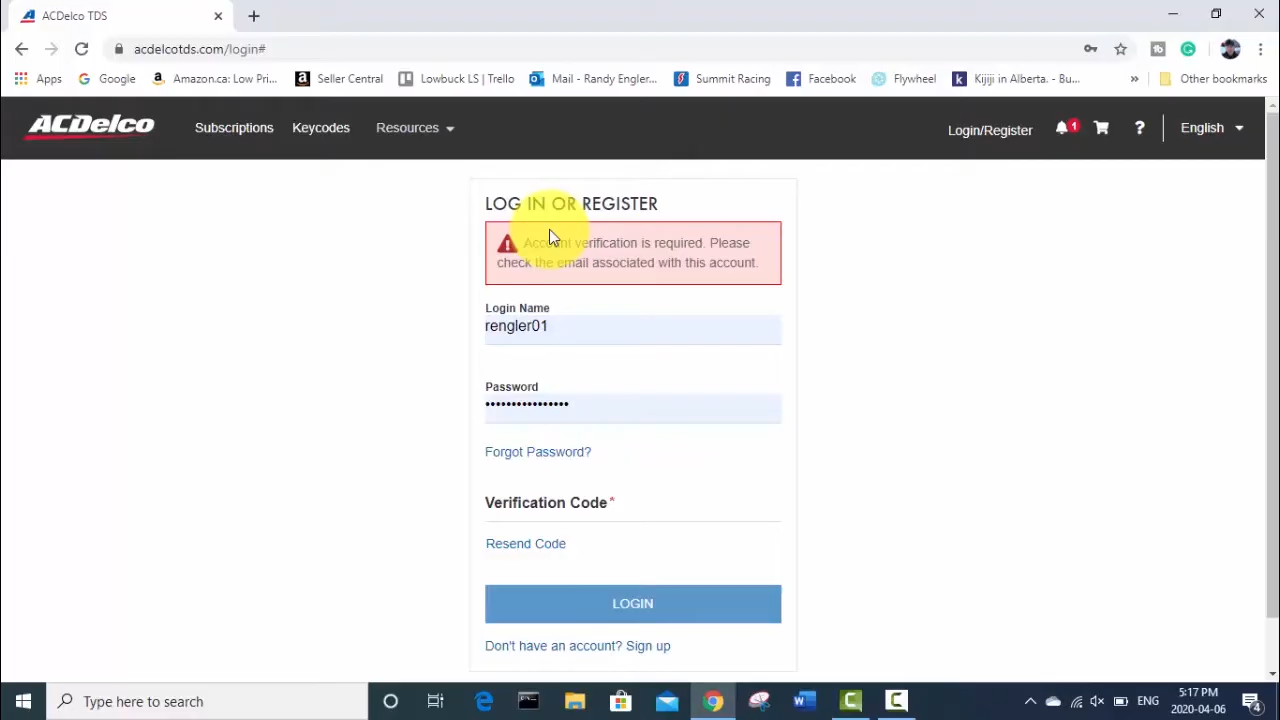 ACDelco TDS
acdelcotds.com/login#
Apps
Google
Amazon.ca: Low Pri...
Seller Central
Lowbuck LS | Trello
Mail - Randy Engler...
Summit Racing
Facebook
Flywheel
Kijiji in Alberta. - Bu...
»
Other bookmarks
ACDelco
Subscriptions
Keycodes
Resources
Login/Register
1
?
English
LOG IN OR REGISTER
Account verification is required. Please
check the email associated with this account.
Login Name
rengler01
Password
••••••••••••••••
Forgot Password?
Verification Code*
Resend Code
LOGIN
Don't have an account? Sign up
Type here to search
ENG
5:17 PM
2020-04-06
4